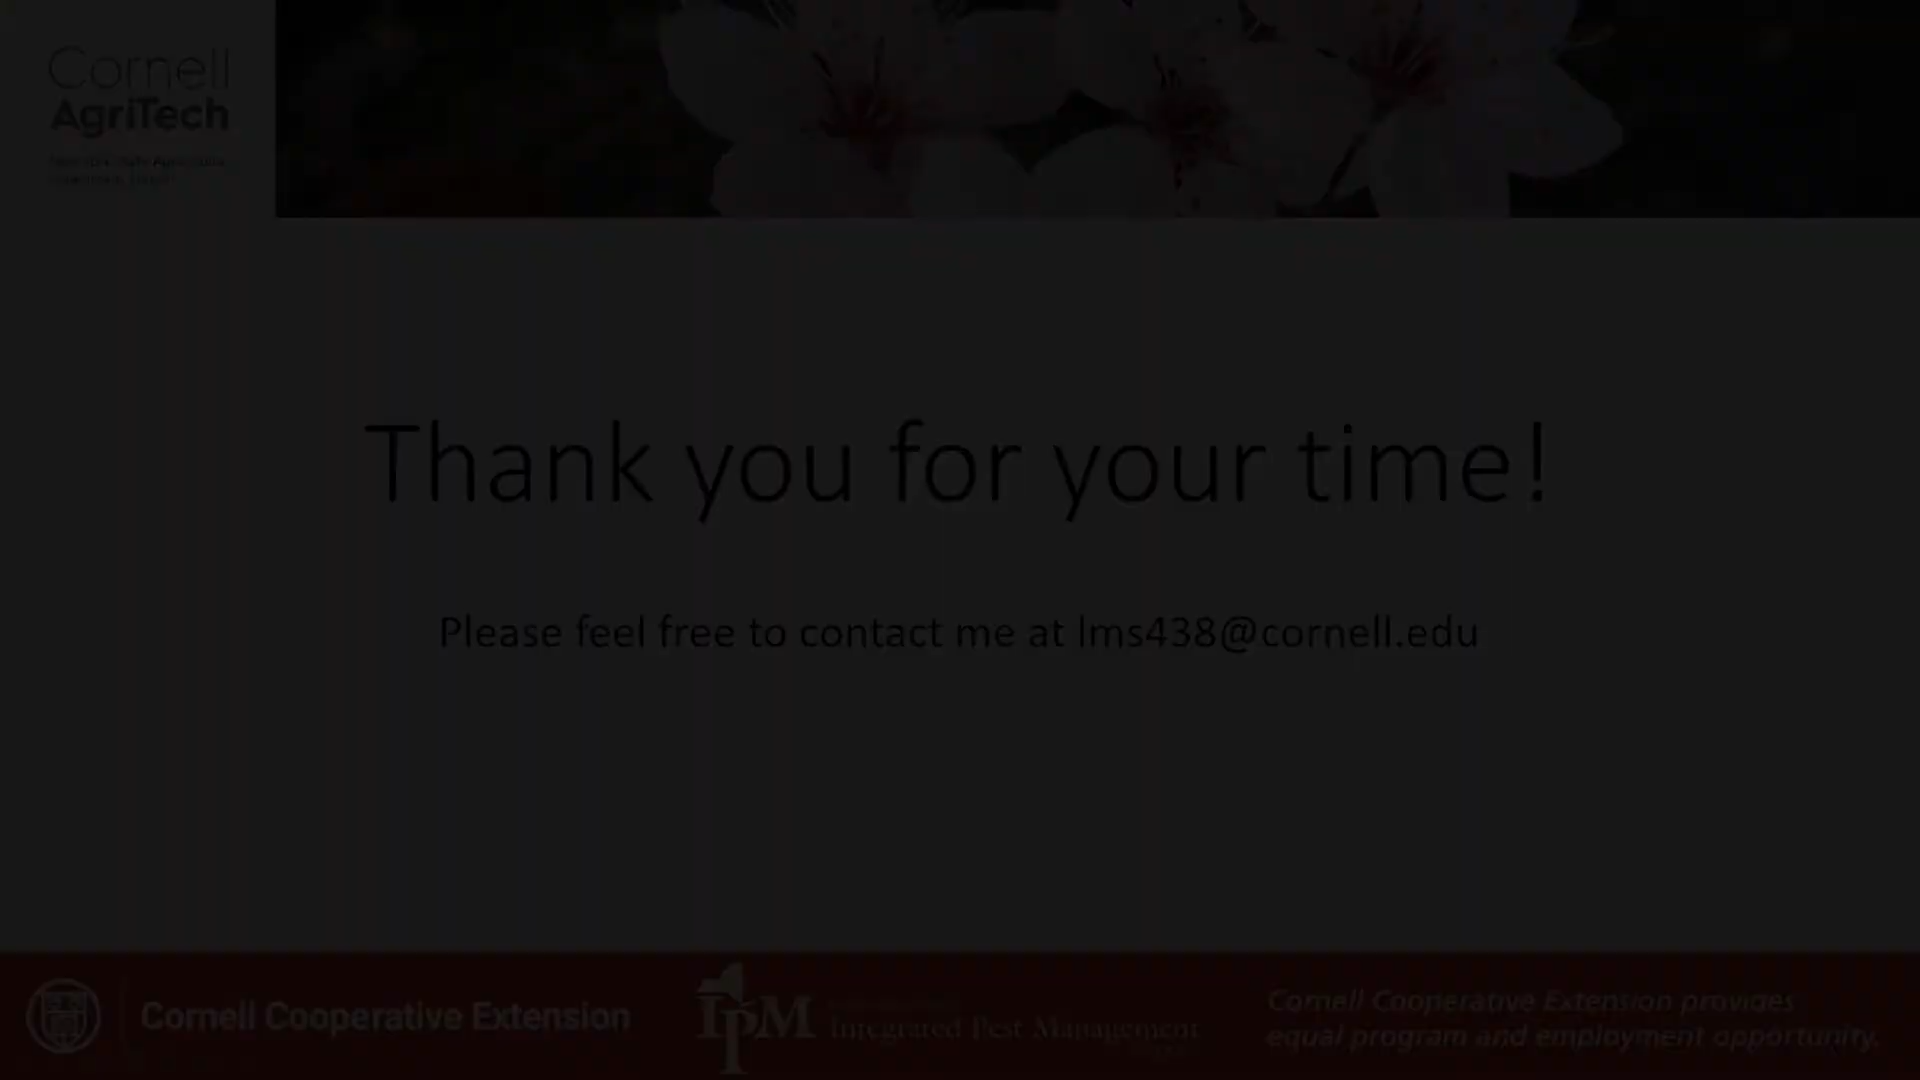 Cornell
AgriTech
Thank you for your time!
Please feel free to contact me at lms438@cornell.edu
Cornell Cooperative Extension
IPM
Integrated Pest Management
Cornell Cooperative Extension provides
equal program and employment opportunity.